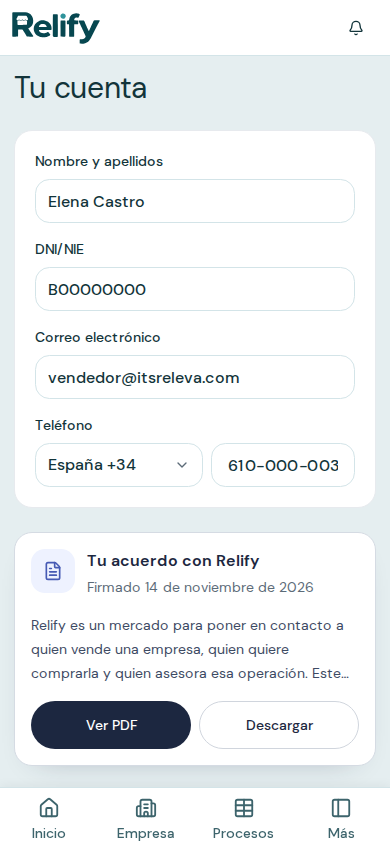 Relify
Tu cuenta
Nombre y apellidos
Elena Castro
DNI/NIE
B00000000
Correo electrónico
vendedor@itsreleva.com
Teléfono
España +34
610-000-003
Tu acuerdo con Relify
Firmado 14 de noviembre de 2026
Relify es un mercado para poner en contacto a
quien vende una empresa, quien quiere
comprarla y quien asesora esa operación. Este…
Ver PDF
Descargar
Inicio
Empresa
Procesos
Más